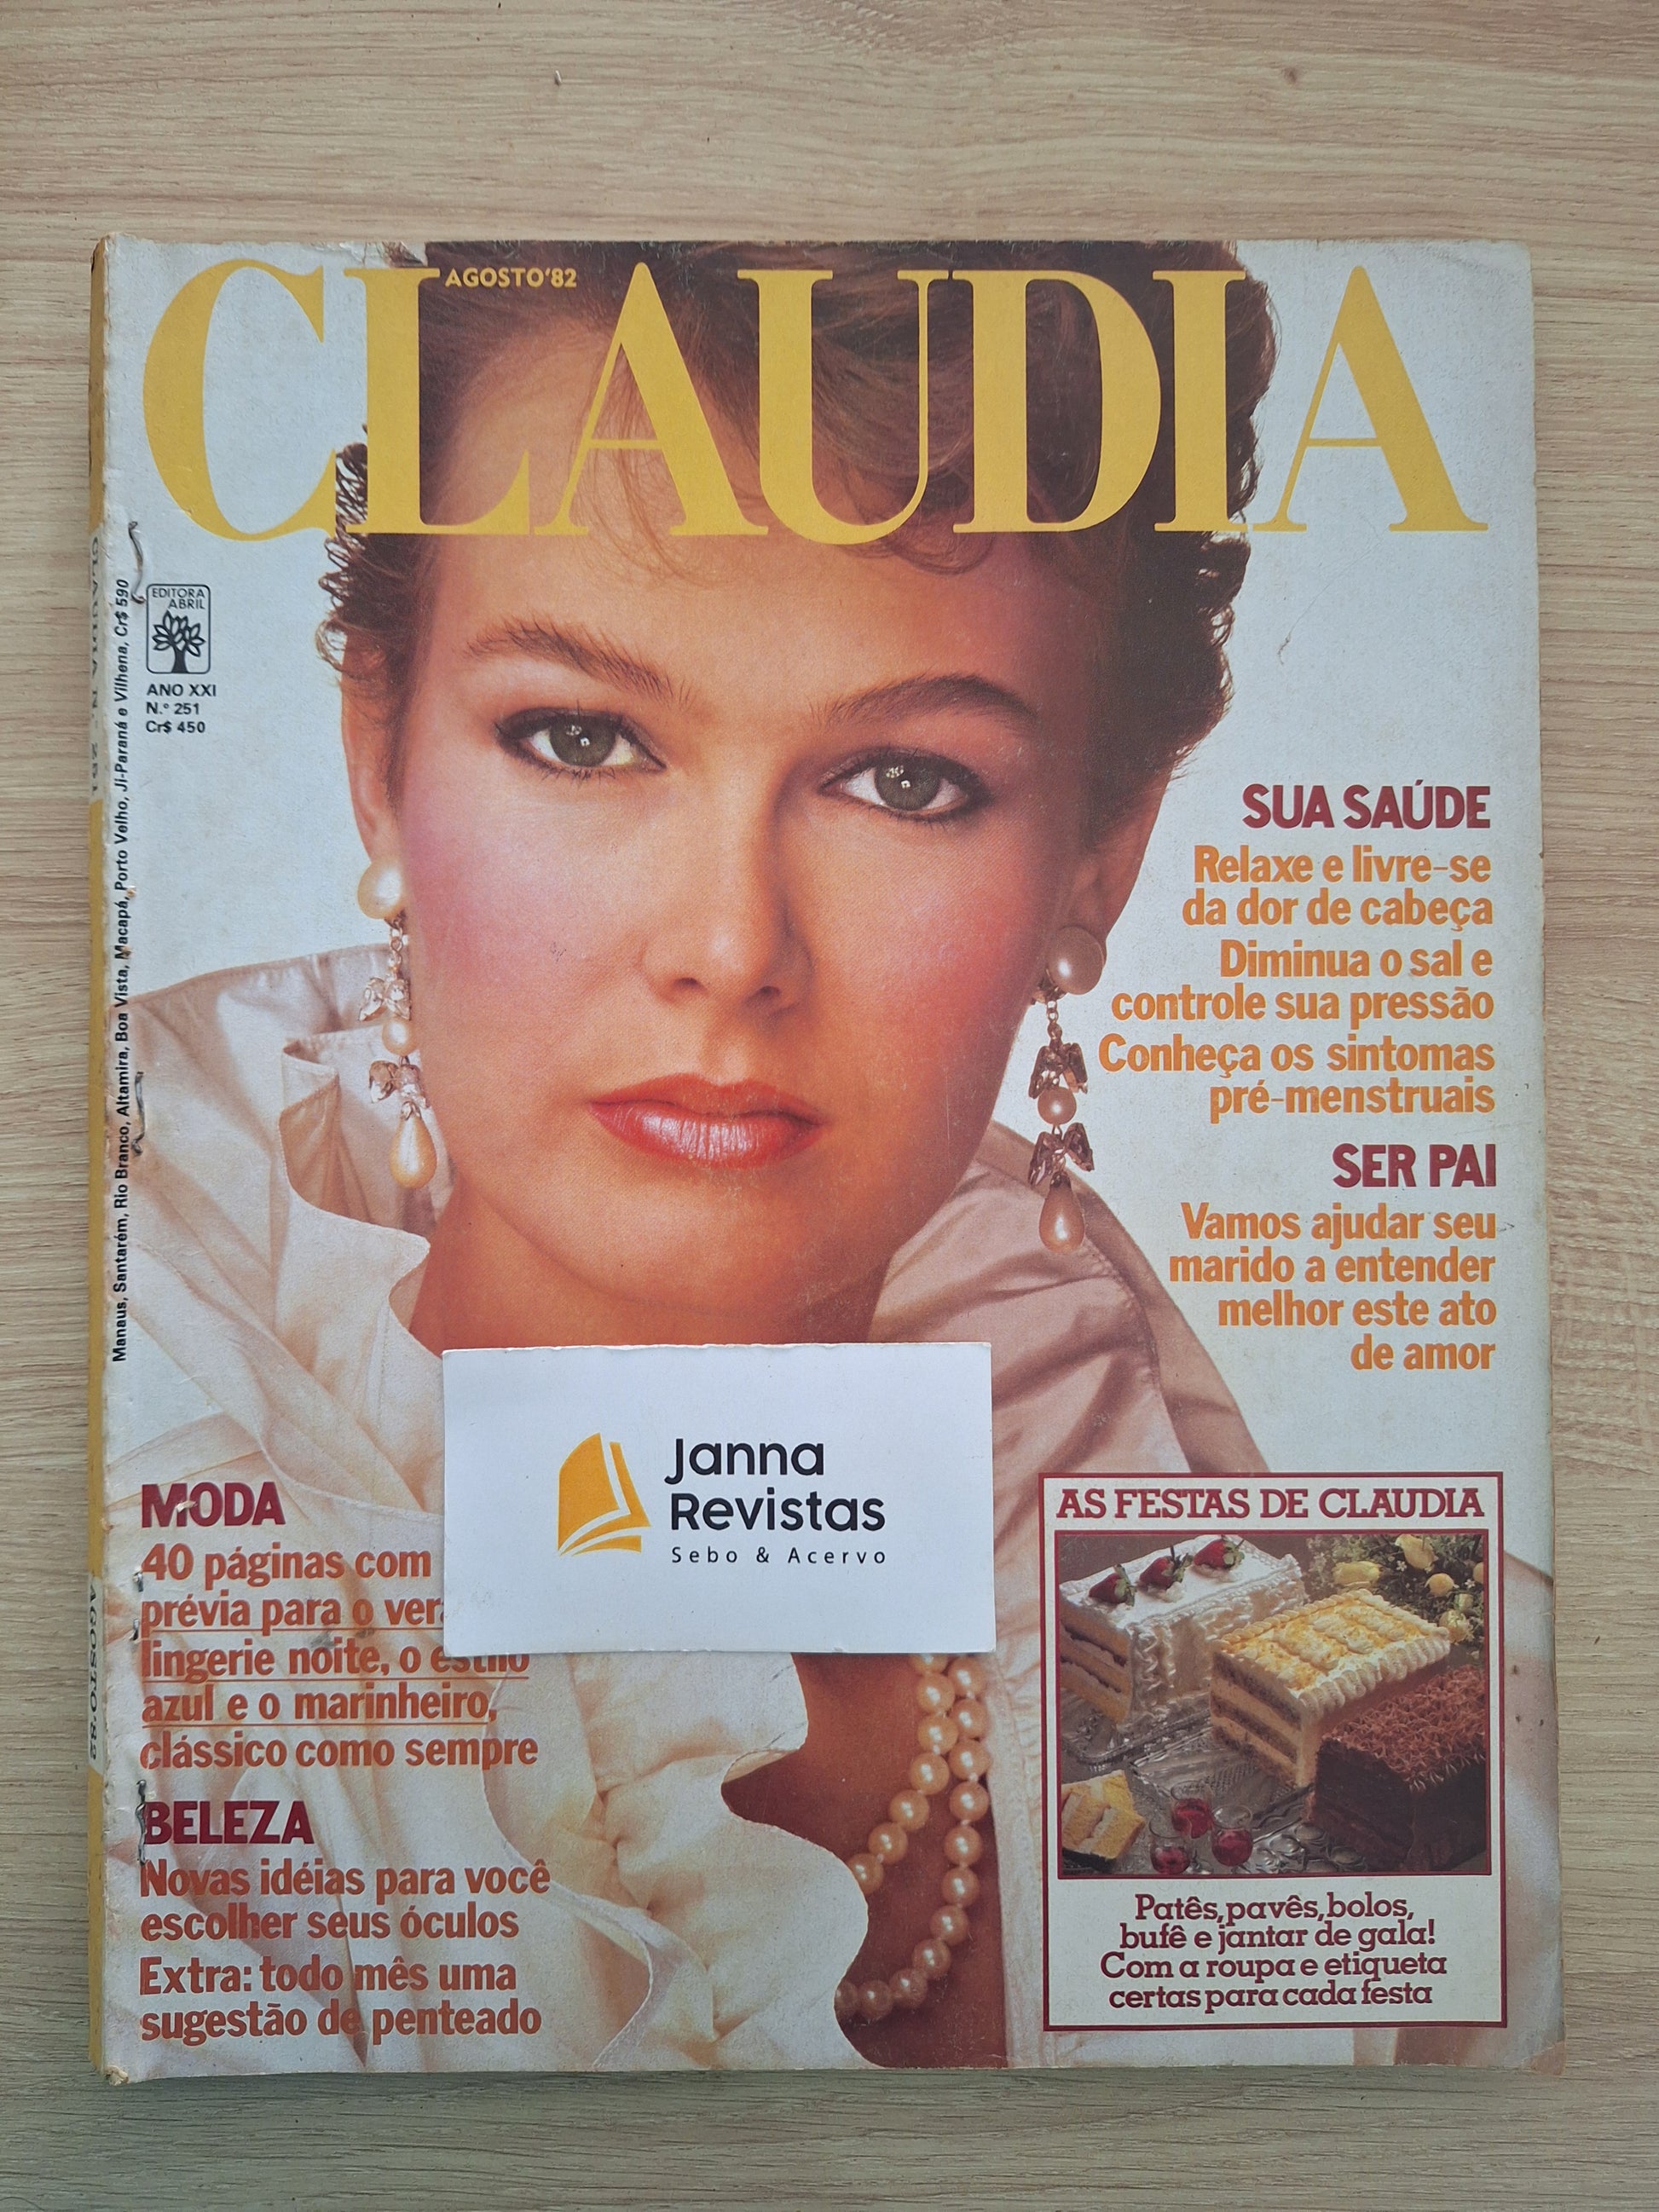 CLAUDIA
AGOSTO'82
EDITORA
ABRIL
ANO XXI
N.º 251
Cr$ 450
Manaus, Santarém, Rio Branco, Altamira, Boa Vista, Macapá, Porto Velho, Ji-Paraná e Vilhena, Cr$ 590
CLAUDIA N.º 251
AGOSTO/82
SUA SAÚDE
Relaxe e livre-se
da dor de cabeça
Diminua o sal e
controle sua pressão
Conheça os sintomas
pré-menstruais
SER PAI
Vamos ajudar seu
marido a entender
melhor este ato
de amor
Janna
Revistas
Sebo & Acervo
MODA
40 páginas com
prévia para o
lingerie noite, o estilo
azul e o marinheiro,
clássico como sempre
BELEZA
Novas idéias para você
escolher seus óculos
Extra: todo mês uma
sugestão de penteado
AS FESTAS DE CLAUDIA
Patês, pavês, bolos,
bufê e jantar de gala!
Com a roupa e etiqueta
certas para cada festa